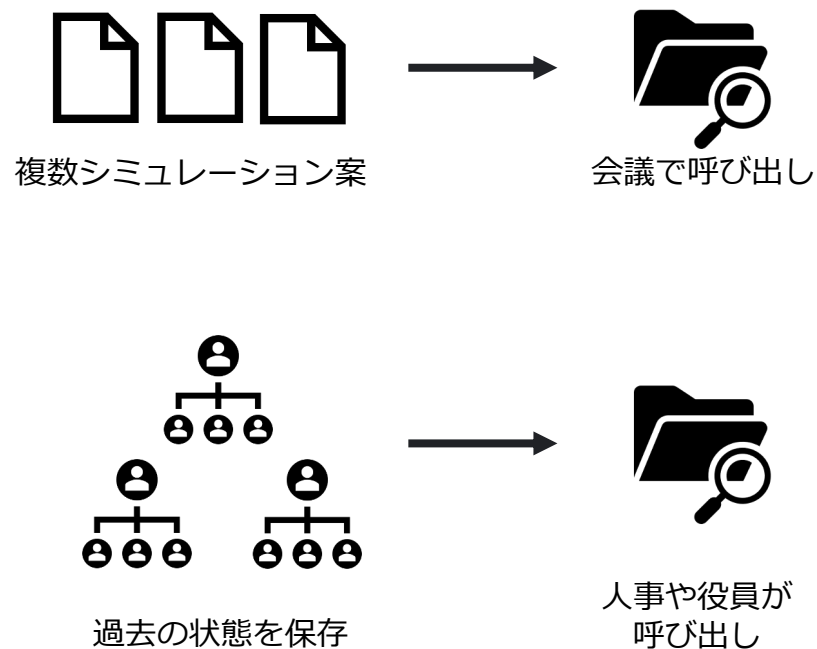 複数シミュレーション案
会議で呼び出し
過去の状態を保存
人事や役員が
呼び出し